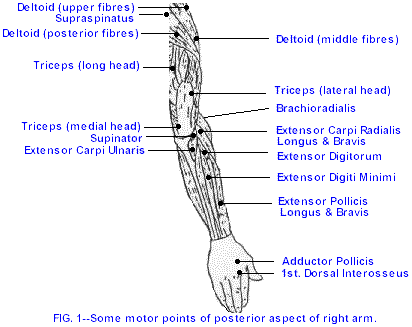 Deltoid (upper fibres)
Supraspinatus
Deltoid (posterior fibres)
Deltoid (middle fibres)
Triceps (long head)
Triceps (lateral head)
Brachioradialis
Triceps (medial head)
Extensor Carpi Radialis
Supinator
Longus & Bravis
Extensor Carpi Ulnaris
Extensor Digitorum
Extensor Digiti Minimi
Extensor Pollicis
Longus & Bravis
Adductor Pollicis
1st. Dorsal Interosseus
FIG. 1--Some motor points of posterior aspect of right arm.